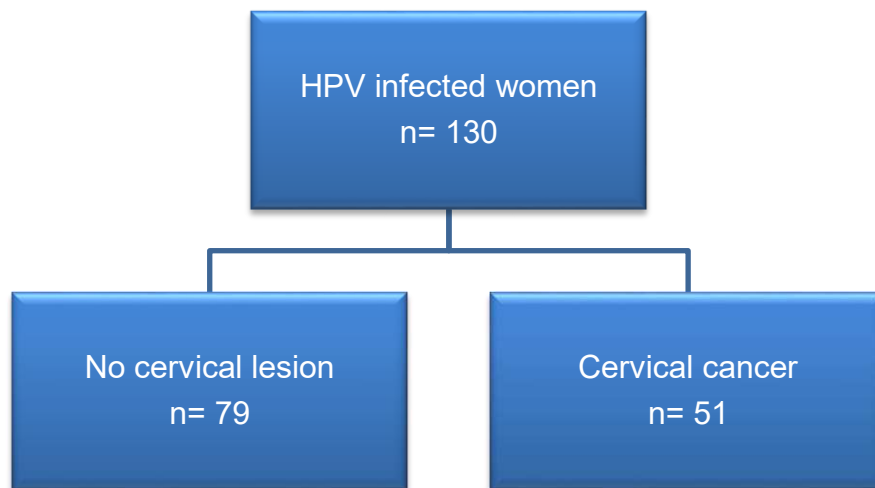 HPV infected women
n= 130
No cervical lesion
n= 79
Cervical cancer
n= 51